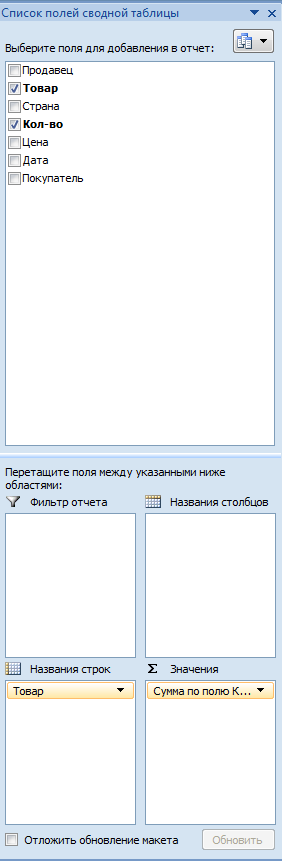 Список полей сводной таблицы
Выберите поля для добавления в отчет:
Продавец
Товар
Страна
Кол-во
Цена
Дата
Покупатель
Перетащите поля между указанными ниже
областями:
Фильтр отчета
Названия столбцов
Названия строк
Σ Значения
Товар
Сумма по полю К...
Отложить обновление макета
Обновить